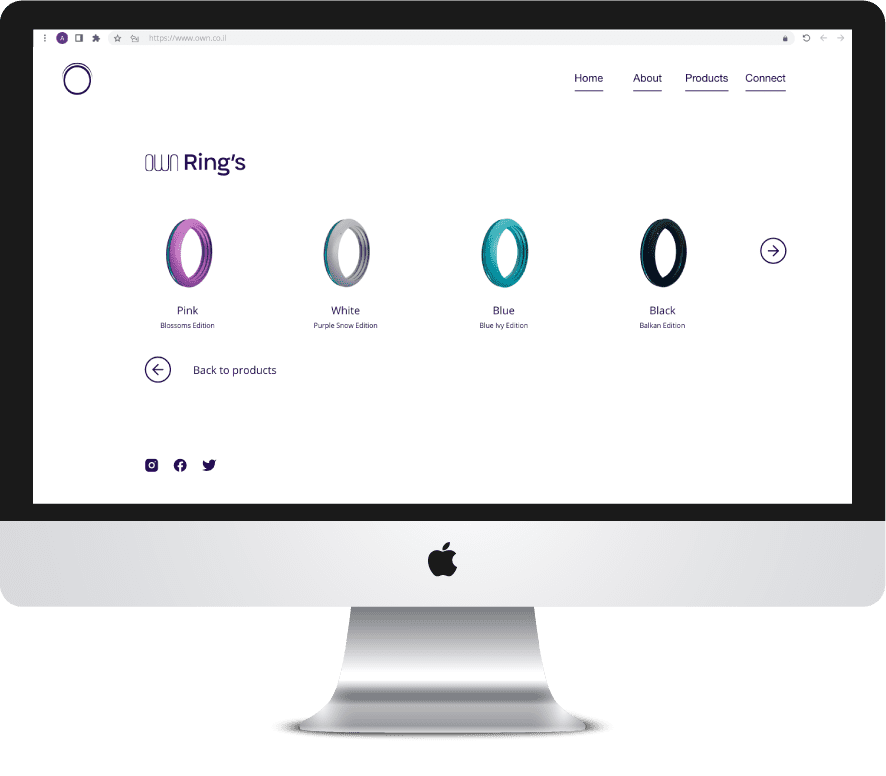 A
https://www.own.co.il
Home About Products Connect
own Ring's
Pink White Blue Black
Blossoms Edition Purple Snow Edition Blue Ivy Edition Balkan Edition
Back to products